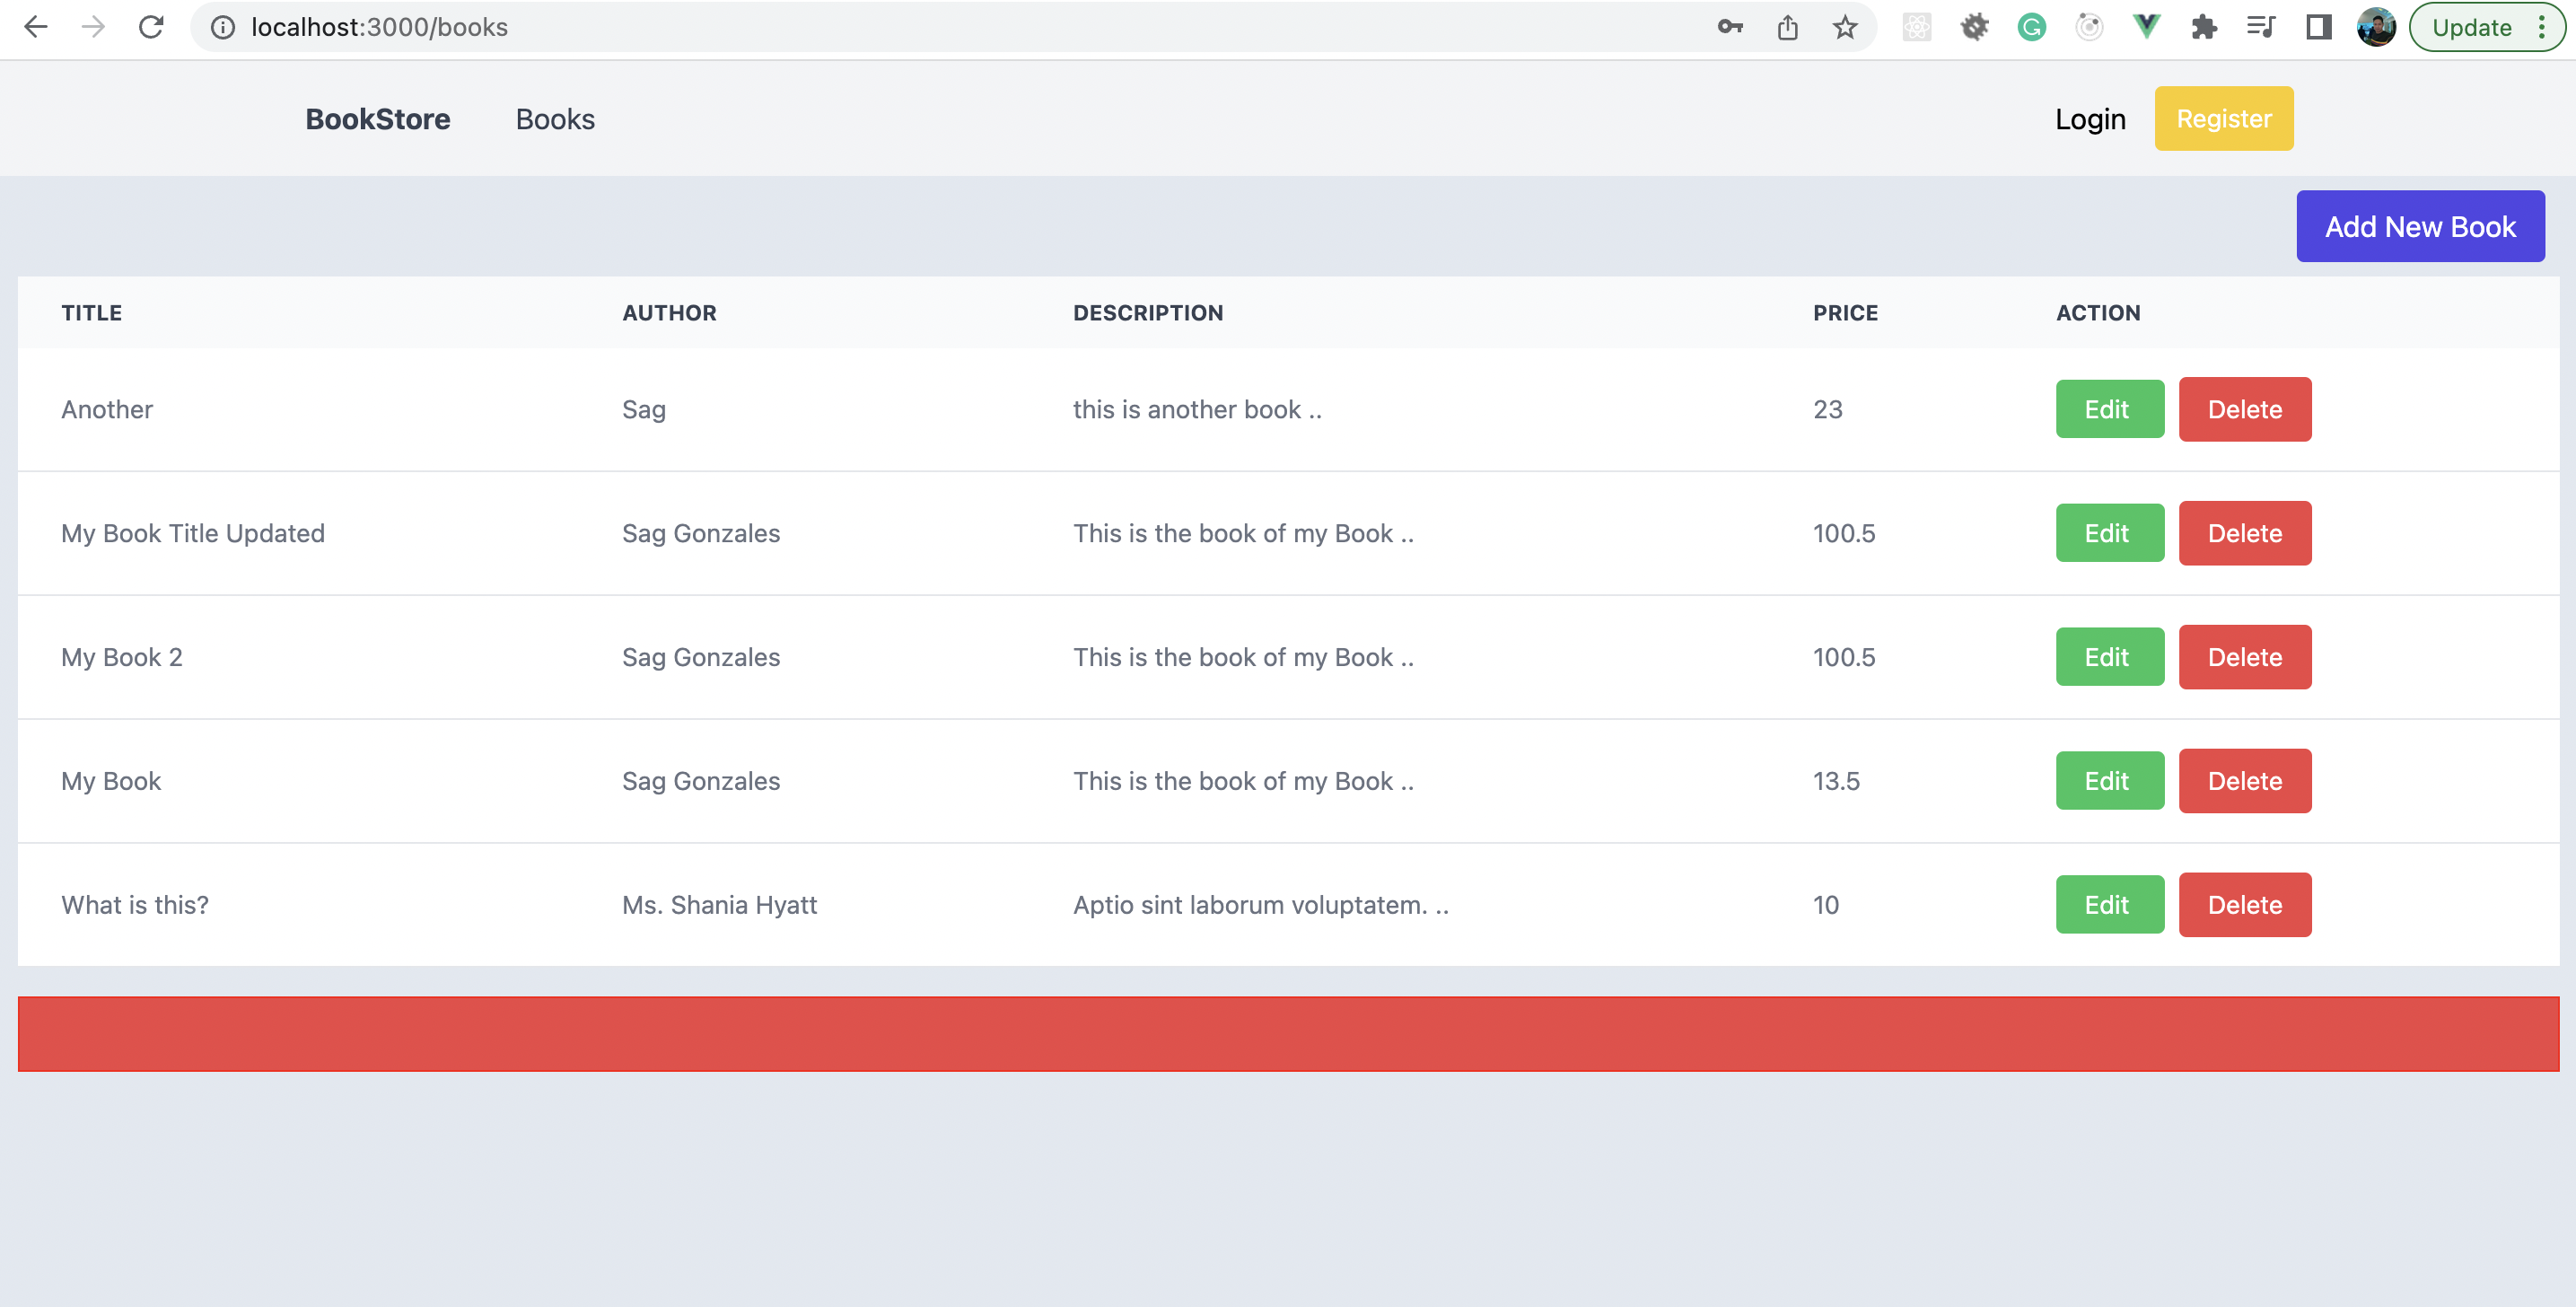 localhost:3000/books
Update
BookStore Books Login Register
Add New Book
TITLE AUTHOR DESCRIPTION PRICE ACTION
Another Sag this is another book .. 23 Edit Delete
My Book Title Updated Sag Gonzales This is the book of my Book .. 100.5 Edit Delete
My Book 2 Sag Gonzales This is the book of my Book .. 100.5 Edit Delete
My Book Sag Gonzales This is the book of my Book .. 13.5 Edit Delete
What is this? Ms. Shania Hyatt Aptio sint laborum voluptatem. .. 10 Edit Delete